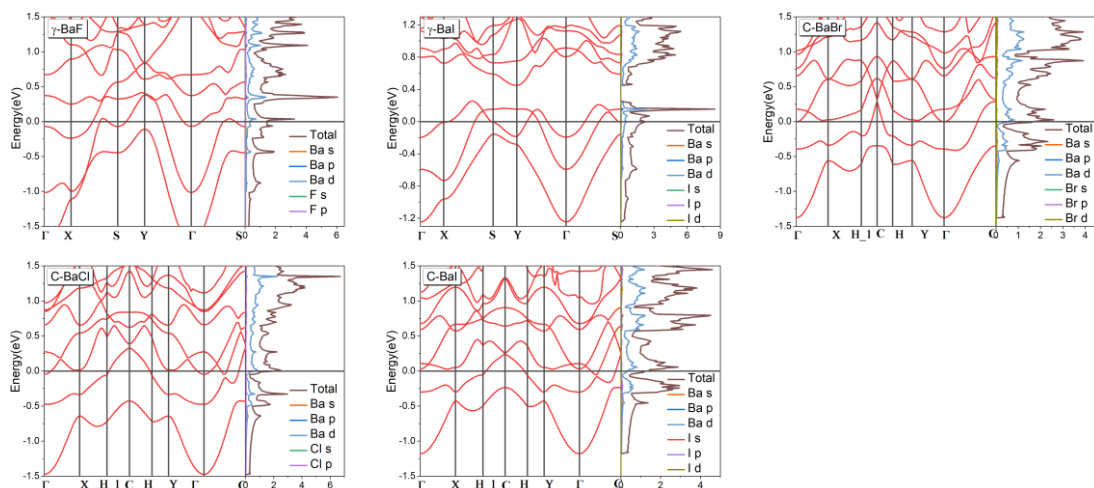 γ-BaF
Energy(eV)
1.5
1.0
0.5
0.0
-0.5
-1.0
-1.5
Γ X S Y Γ S
0 2 4 6
Total
Ba s
Ba p
Ba d
F s
F p
γ-BaI
Energy(eV)
1.2
0.8
0.4
0.0
-0.4
-0.8
-1.2
Γ X S Y Γ S
0 3 6 9
Total
Ba s
Ba p
Ba d
I s
I p
I d
C-BaBr
Energy(eV)
1.5
1.0
0.5
0.0
-0.5
-1.0
-1.5
Γ X H_1 C H Y Γ C
0 1 2 3 4 5
Total
Ba s
Ba p
Ba d
Br s
Br p
Br d
C-BaCl
Energy(eV)
1.5
1.0
0.5
0.0
-0.5
-1.0
-1.5
Γ X H 1 C H Y Γ C
0 2 4 6
Total
Ba s
Ba p
Ba d
Cl s
Cl p
C-BaI
Energy(eV)
1.5
1.0
0.5
0.0
-0.5
-1.0
-1.5
Γ X H 1 C H Y Γ C
0 1 2 3 4
Total
Ba s
Ba p
Ba d
I s
I p
I d